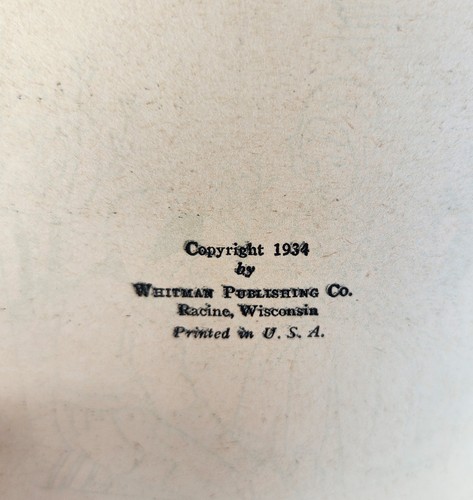 Copyright 1934
by
WHITMAN PUBLISHING CO.
Racine, Wisconsin
Printed in U. S. A.